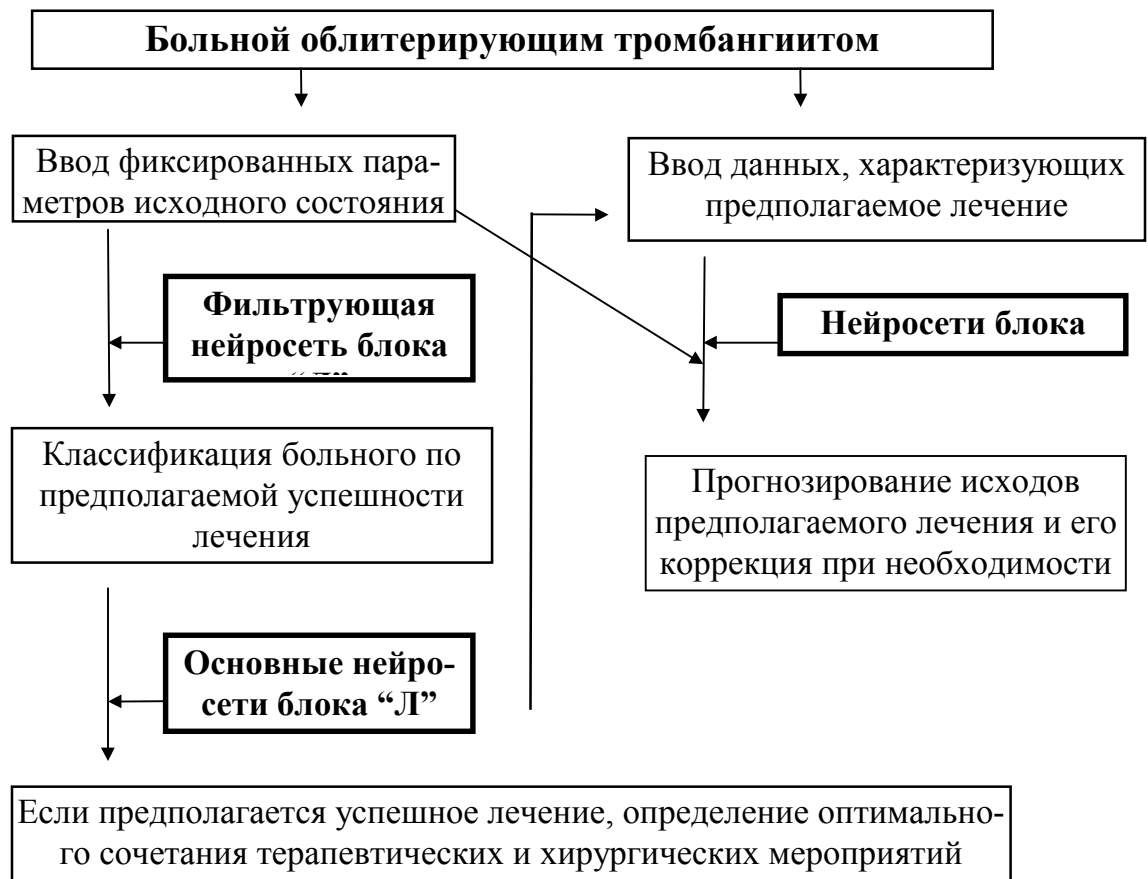 Больной облитерирующим тромбангиитом
Ввод фиксированных пара-
метров исходного состояния
Ввод данных, характеризующих
предполагаемое лечение
Фильтрующая
нейросеть блока
Нейросети блока
Классификация больного по
предполагаемой успешности
лечения
Прогнозирование исходов
предполагаемого лечения и его
коррекция при необходимости
Основные нейро-
сети блока “Л”
Если предполагается успешное лечение, определение оптимально-
го сочетания терапевтических и хирургических мероприятий